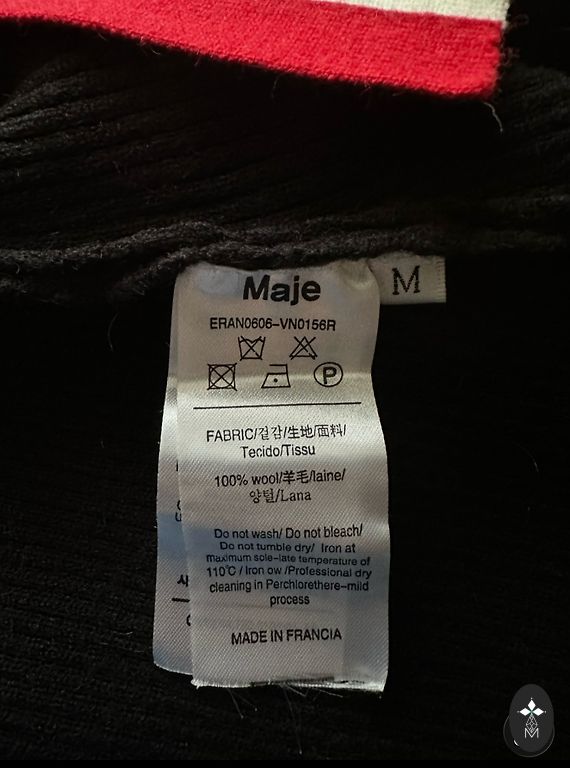 Maje
M
ERAN0606-VN0156R
P
FABRIC/겉감/生地/面料/
Tecido/Tissu
100% wool/羊毛/laine/
양털/Lana
Do not wash/ Do not bleach/
Do not tumble dry/ Iron at
maximum sole-late temperature of
110℃/ Iron ow /Professional dry
cleaning in Perchlorethere-mild
process
MADE IN FRANCIA
M